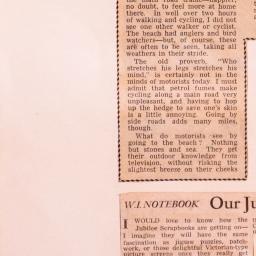 no doubt, to feel more at home
there. In well over two hours
of walking and cycling, I did not
see one other walker or cyclist.
The beach had anglers and bird
watchers—but, of course, these
are often to be seen, taking all
weathers in their stride.
The old proverb, "Who
stretches his legs stretches his
mind," is certainly not in the
minds of motorists today. I must
admit that petrol fumes make
cycling along a main road very
unpleasant, and having to hop
up the hedge to save one's skin
is a little annoying. Going by
side roads adds many miles,
though.
What do motorists see by
going to the beach? Nothing
but stones and sea. They get
their outdoor knowledge from
television, without risking the
slightest breeze on their cheeks
W.I. NOTEBOOK Our Ju
I WOULD love to know how the
Jubilee Scrapbooks are getting on—
I imagine they will have the same
fascination as jigsaw puzzles, patch-
work, or those delightful Victorian-type
picture screens once they really get